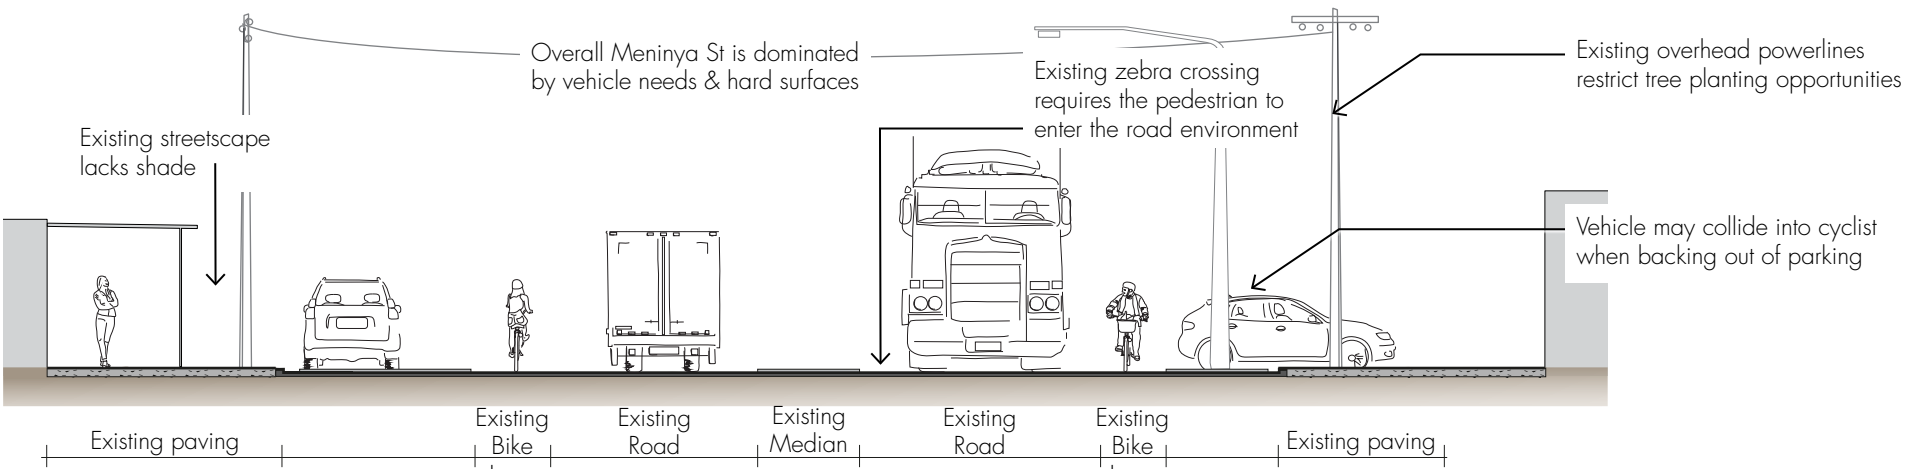 Overall Meninya St is dominated
by vehicle needs & hard surfaces
Existing zebra crossing
requires the pedestrian to
enter the road environment
Existing overhead powerlines
restrict tree planting opportunities
Existing streetscape
lacks shade
Vehicle may collide into cyclist
when backing out of parking
Existing paving
Existing
Bike
Existing
Road
Existing
Median
Existing
Road
Existing
Bike
Existing paving